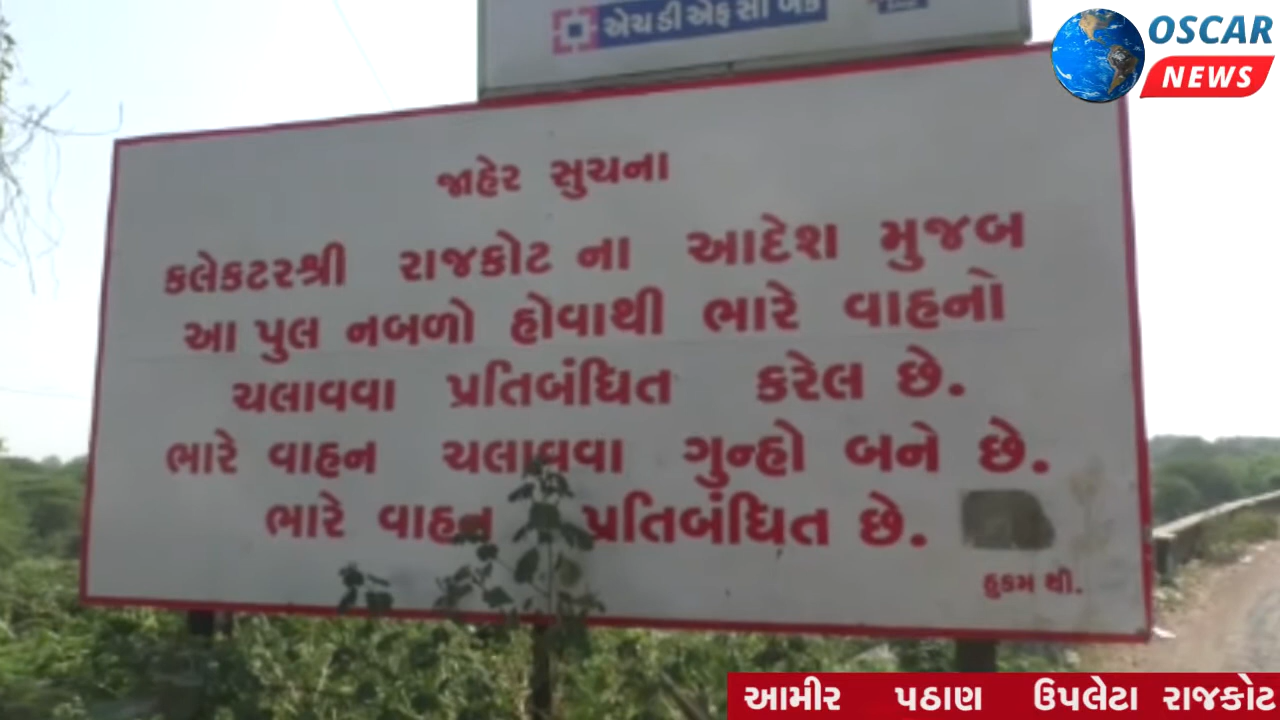 એચડીએફસી બેંક
OSCAR
NEWS
જાહેર સુચના
કલેકટરશ્રી રાજકોટ ના આદેશ મુજબ
આ પુલ નબળો હોવાથી ભારે વાહનો
ચલાવવા પ્રતિબંધિત કરેલ છે.
ભારે વાહન ચલાવવા ગુન્હો બને છે.
ભારે વાહન પ્રતિબંધિત છે.
હુકમ થી.
આમીર પઠાણ ઉપલેટા રાજકોટ